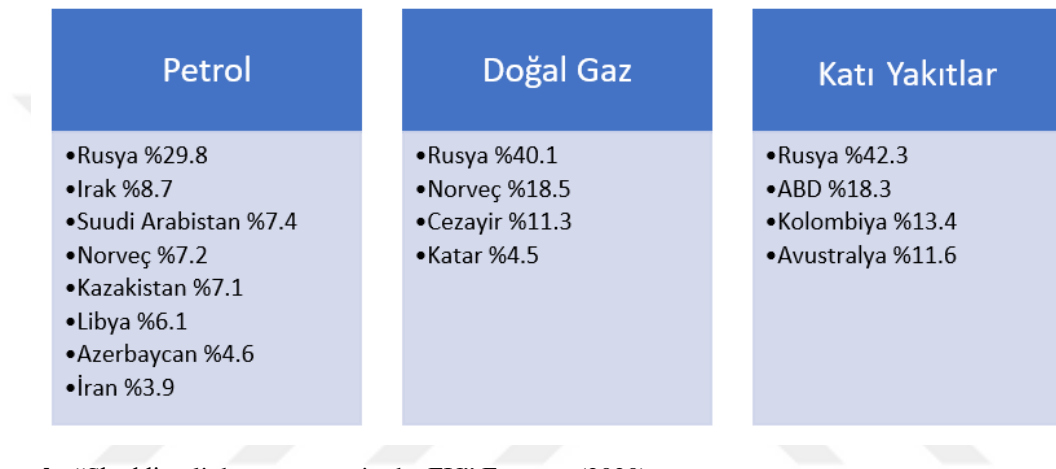 Petrol
•Rusya %29.8
•Irak %8.7
•Suudi Arabistan %7.4
•Norveç %7.2
•Kazakistan %7.1
•Libya %6.1
•Azerbaycan %4.6
•İran %3.9
Doğal Gaz
•Rusya %40.1
•Norveç %18.5
•Cezayir %11.3
•Katar %4.5
Katı Yakıtlar
•Rusya %42.3
•ABD %18.3
•Kolombiya %13.4
•Avustralya %11.6